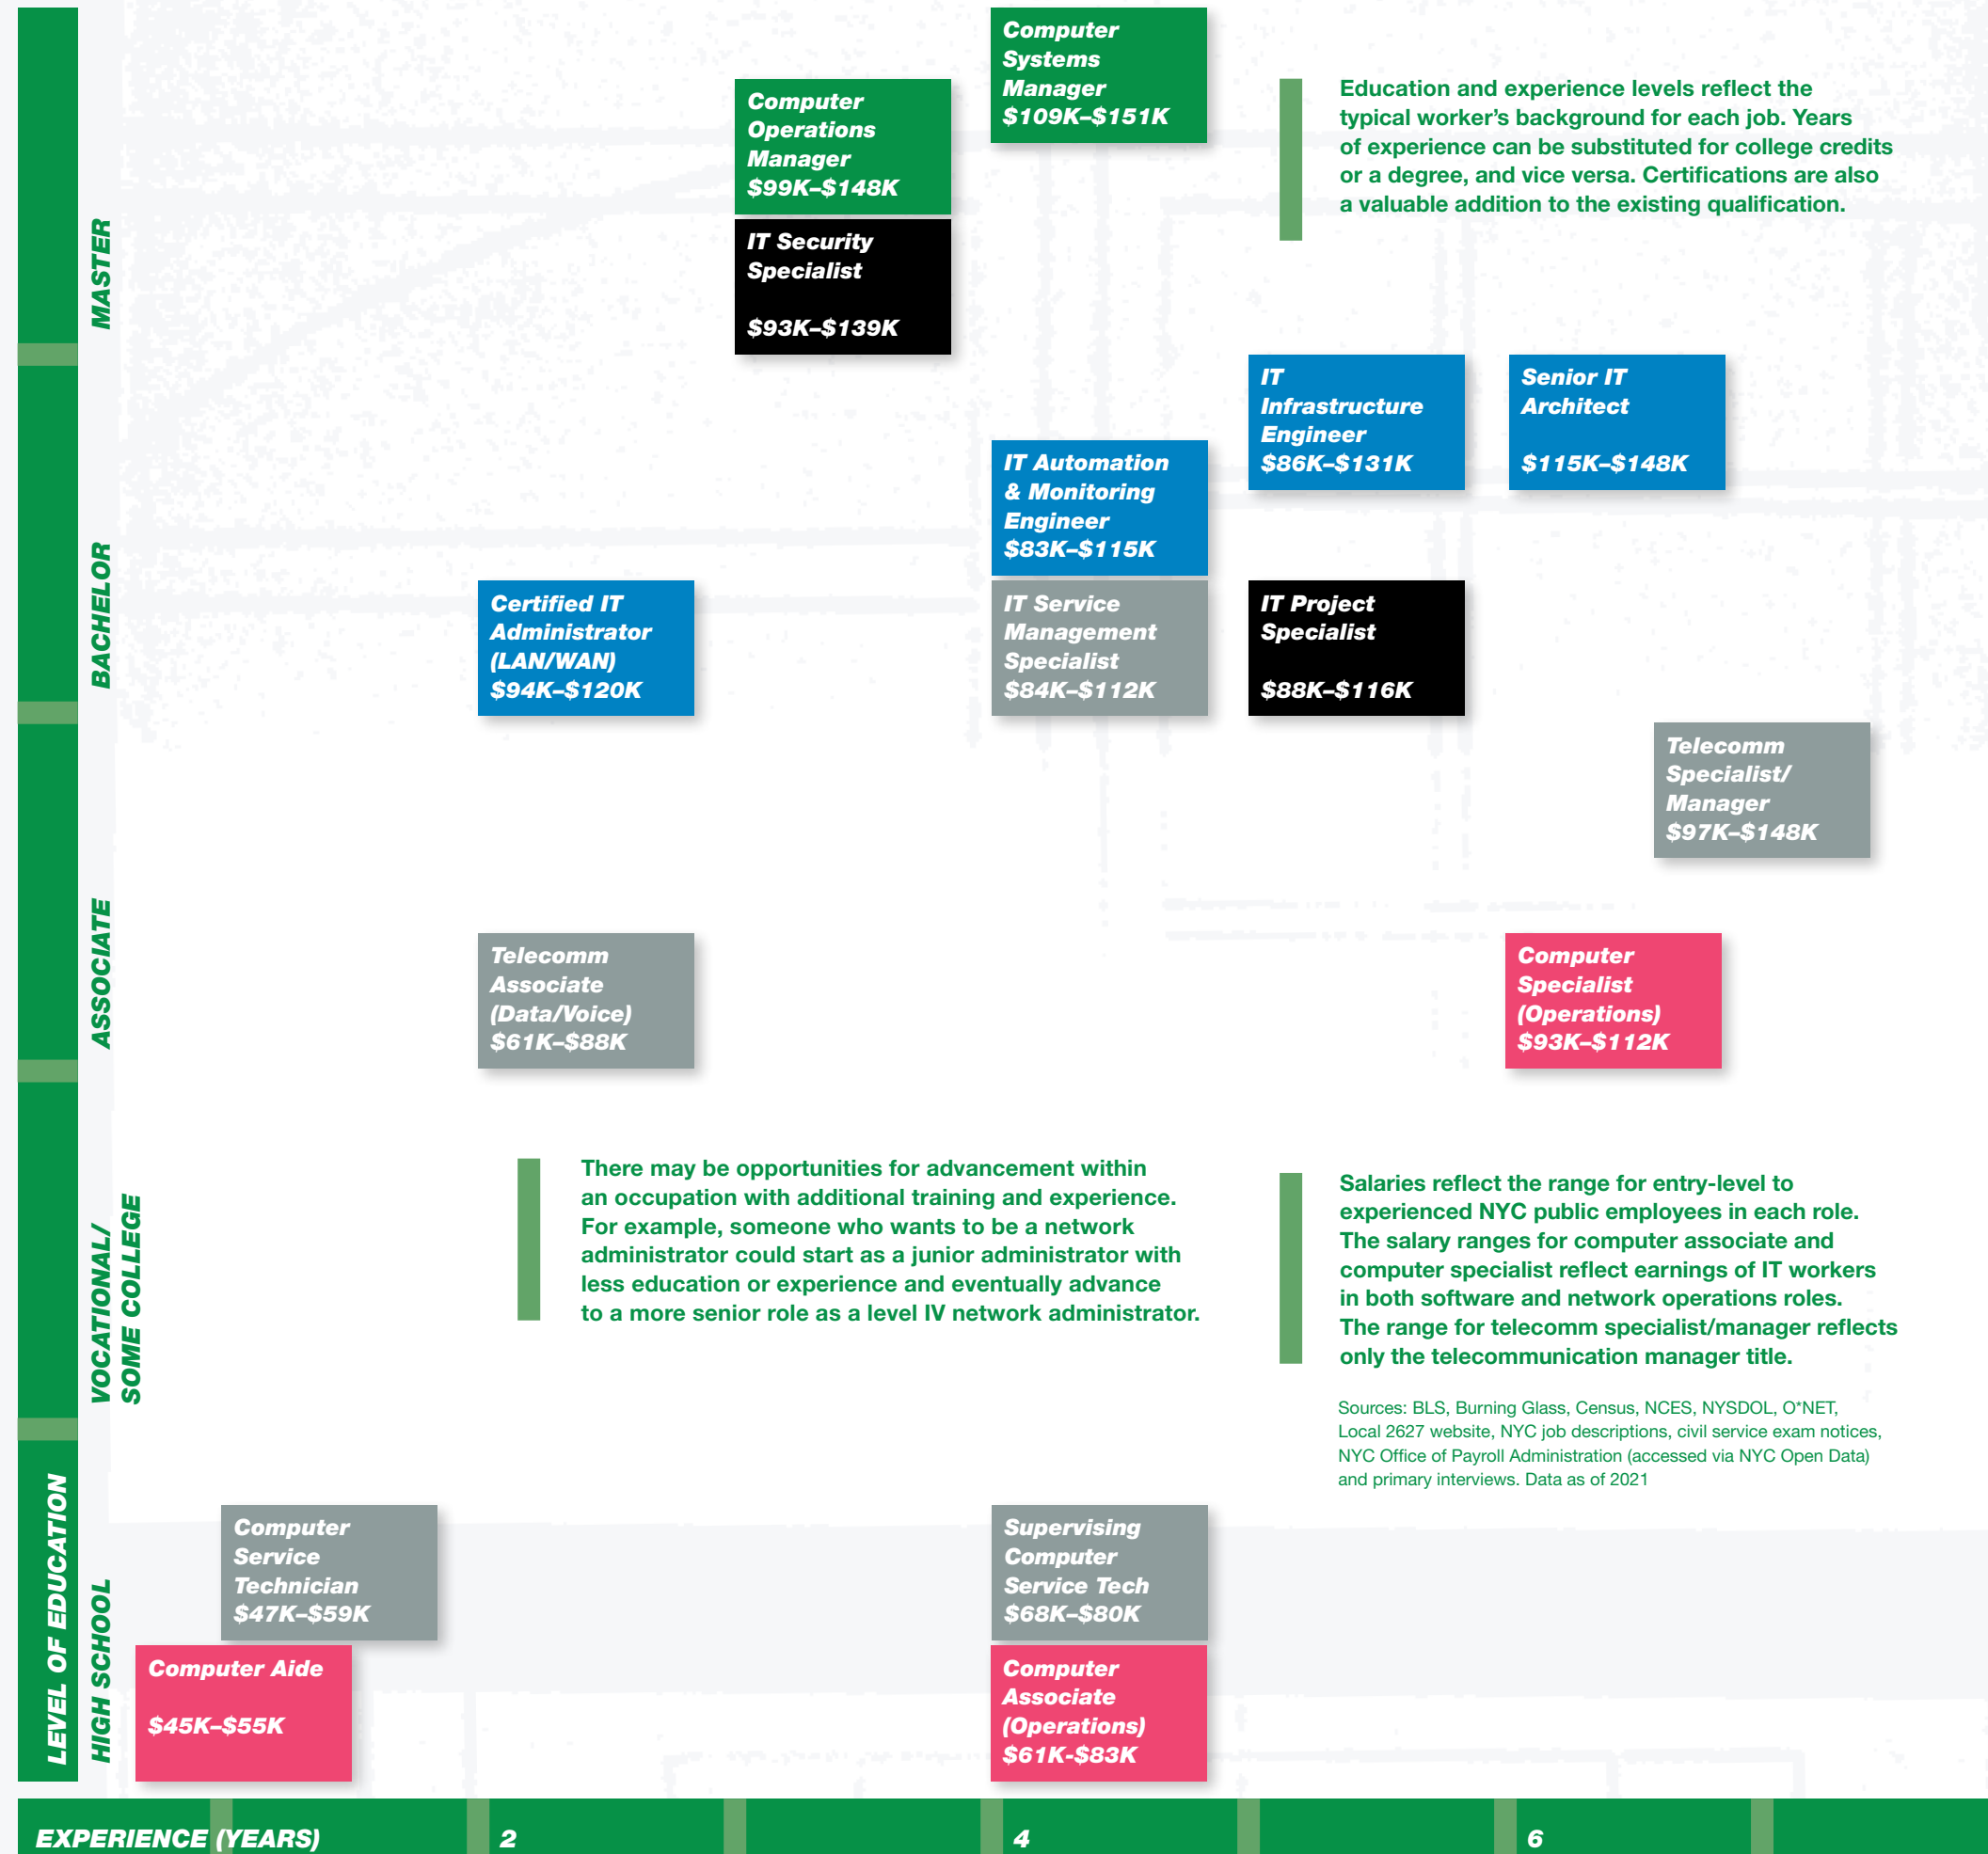 Computer
Systems
Manager
$109K–$151K
Computer
Operations
Manager
$99K–$148K
Education and experience levels reflect the
typical worker’s background for each job. Years
of experience can be substituted for college credits
or a degree, and vice versa. Certifications are also
a valuable addition to the existing qualification.
MASTER
IT Security
Specialist
$93K–$139K
IT
Infrastructure
Engineer
$86K–$131K
Senior IT
Architect
$115K–$148K
IT Automation
& Monitoring
Engineer
$83K–$115K
BACHELOR
Certified IT
Administrator
(LAN/WAN)
$94K–$120K
IT Service
Management
Specialist
$84K–$112K
IT Project
Specialist
$88K–$116K
Telecomm
Specialist/
Manager
$97K–$148K
ASSOCIATE
Telecomm
Associate
(Data/Voice)
$61K–$88K
Computer
Specialist
(Operations)
$93K–$112K
VOCATIONAL/
SOME COLLEGE
There may be opportunities for advancement within
an occupation with additional training and experience.
For example, someone who wants to be a network
administrator could start as a junior administrator with
less education or experience and eventually advance
to a more senior role as a level IV network administrator.
Salaries reflect the range for entry-level to
experienced NYC public employees in each role.
The salary ranges for computer associate and
computer specialist reflect earnings of IT workers
in both software and network operations roles.
The range for telecomm specialist/manager reflects
only the telecommunication manager title.
Sources: BLS, Burning Glass, Census, NCES, NYSDOL, O*NET,
Local 2627 website, NYC job descriptions, civil service exam notices,
NYC Office of Payroll Administration (accessed via NYC Open Data)
and primary interviews. Data as of 2021
LEVEL OF EDUCATION
HIGH SCHOOL
Computer
Service
Technician
$47K–$59K
Supervising
Computer
Service Tech
$68K–$80K
Computer Aide
$45K–$55K
Computer
Associate
(Operations)
$61K-$83K
EXPERIENCE (YEARS)
2
4
6